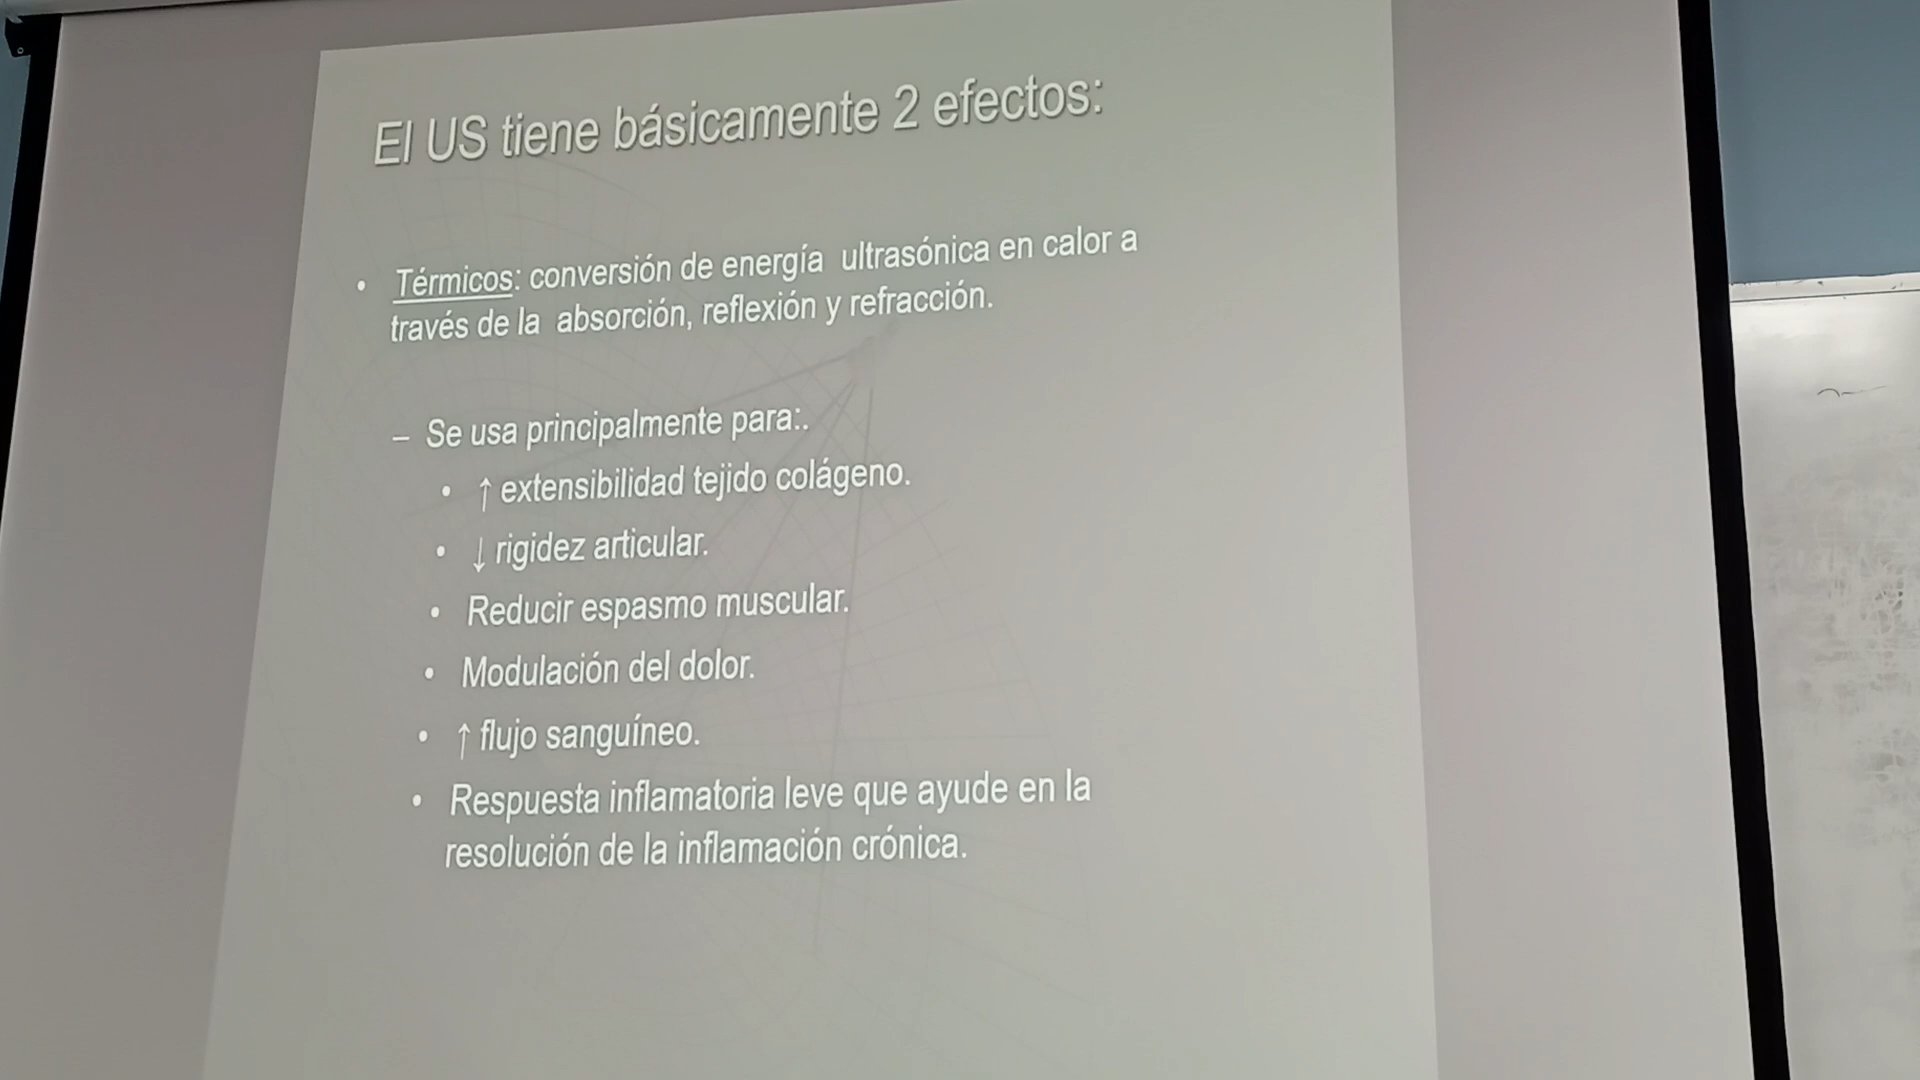 El US tiene básicamente 2 efectos:
• Térmicos: conversión de energía ultrasónica en calor a
través de la absorción, reflexión y refracción.
– Se usa principalmente para:.
• ↑ extensibilidad tejido colágeno.
• ↓ rigidez articular.
• Reducir espasmo muscular.
• Modulación del dolor.
• ↑ flujo sanguíneo.
• Respuesta inflamatoria leve que ayude en la
resolución de la inflamación crónica.